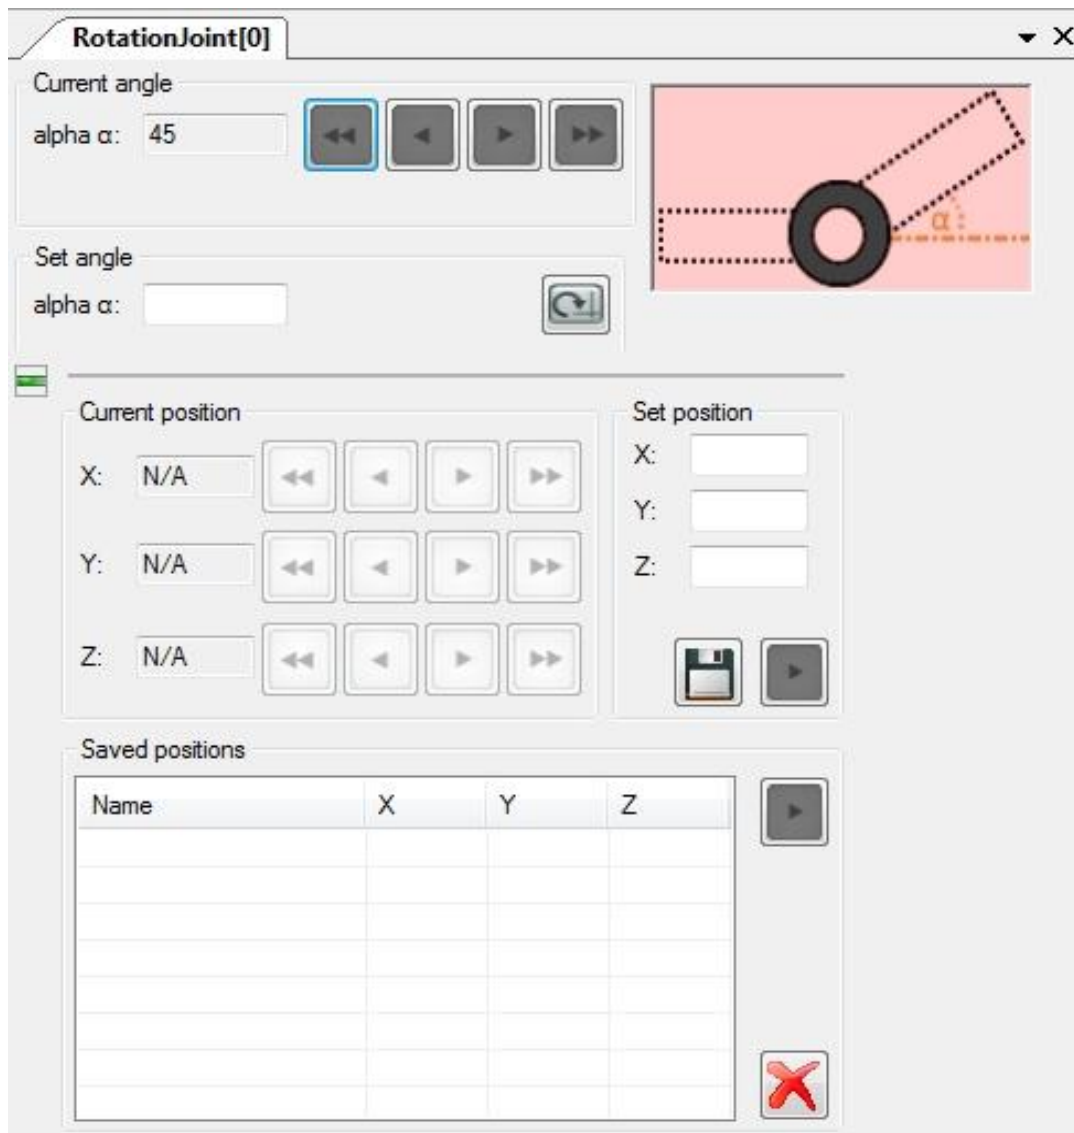 RotationJoint[0]
Current angle
alpha α: 45
α
Set angle
alpha α:
Current position
X: N/A
Y: N/A
Z: N/A
Set position
X:
Y:
Z:
Saved positions
Name X Y Z